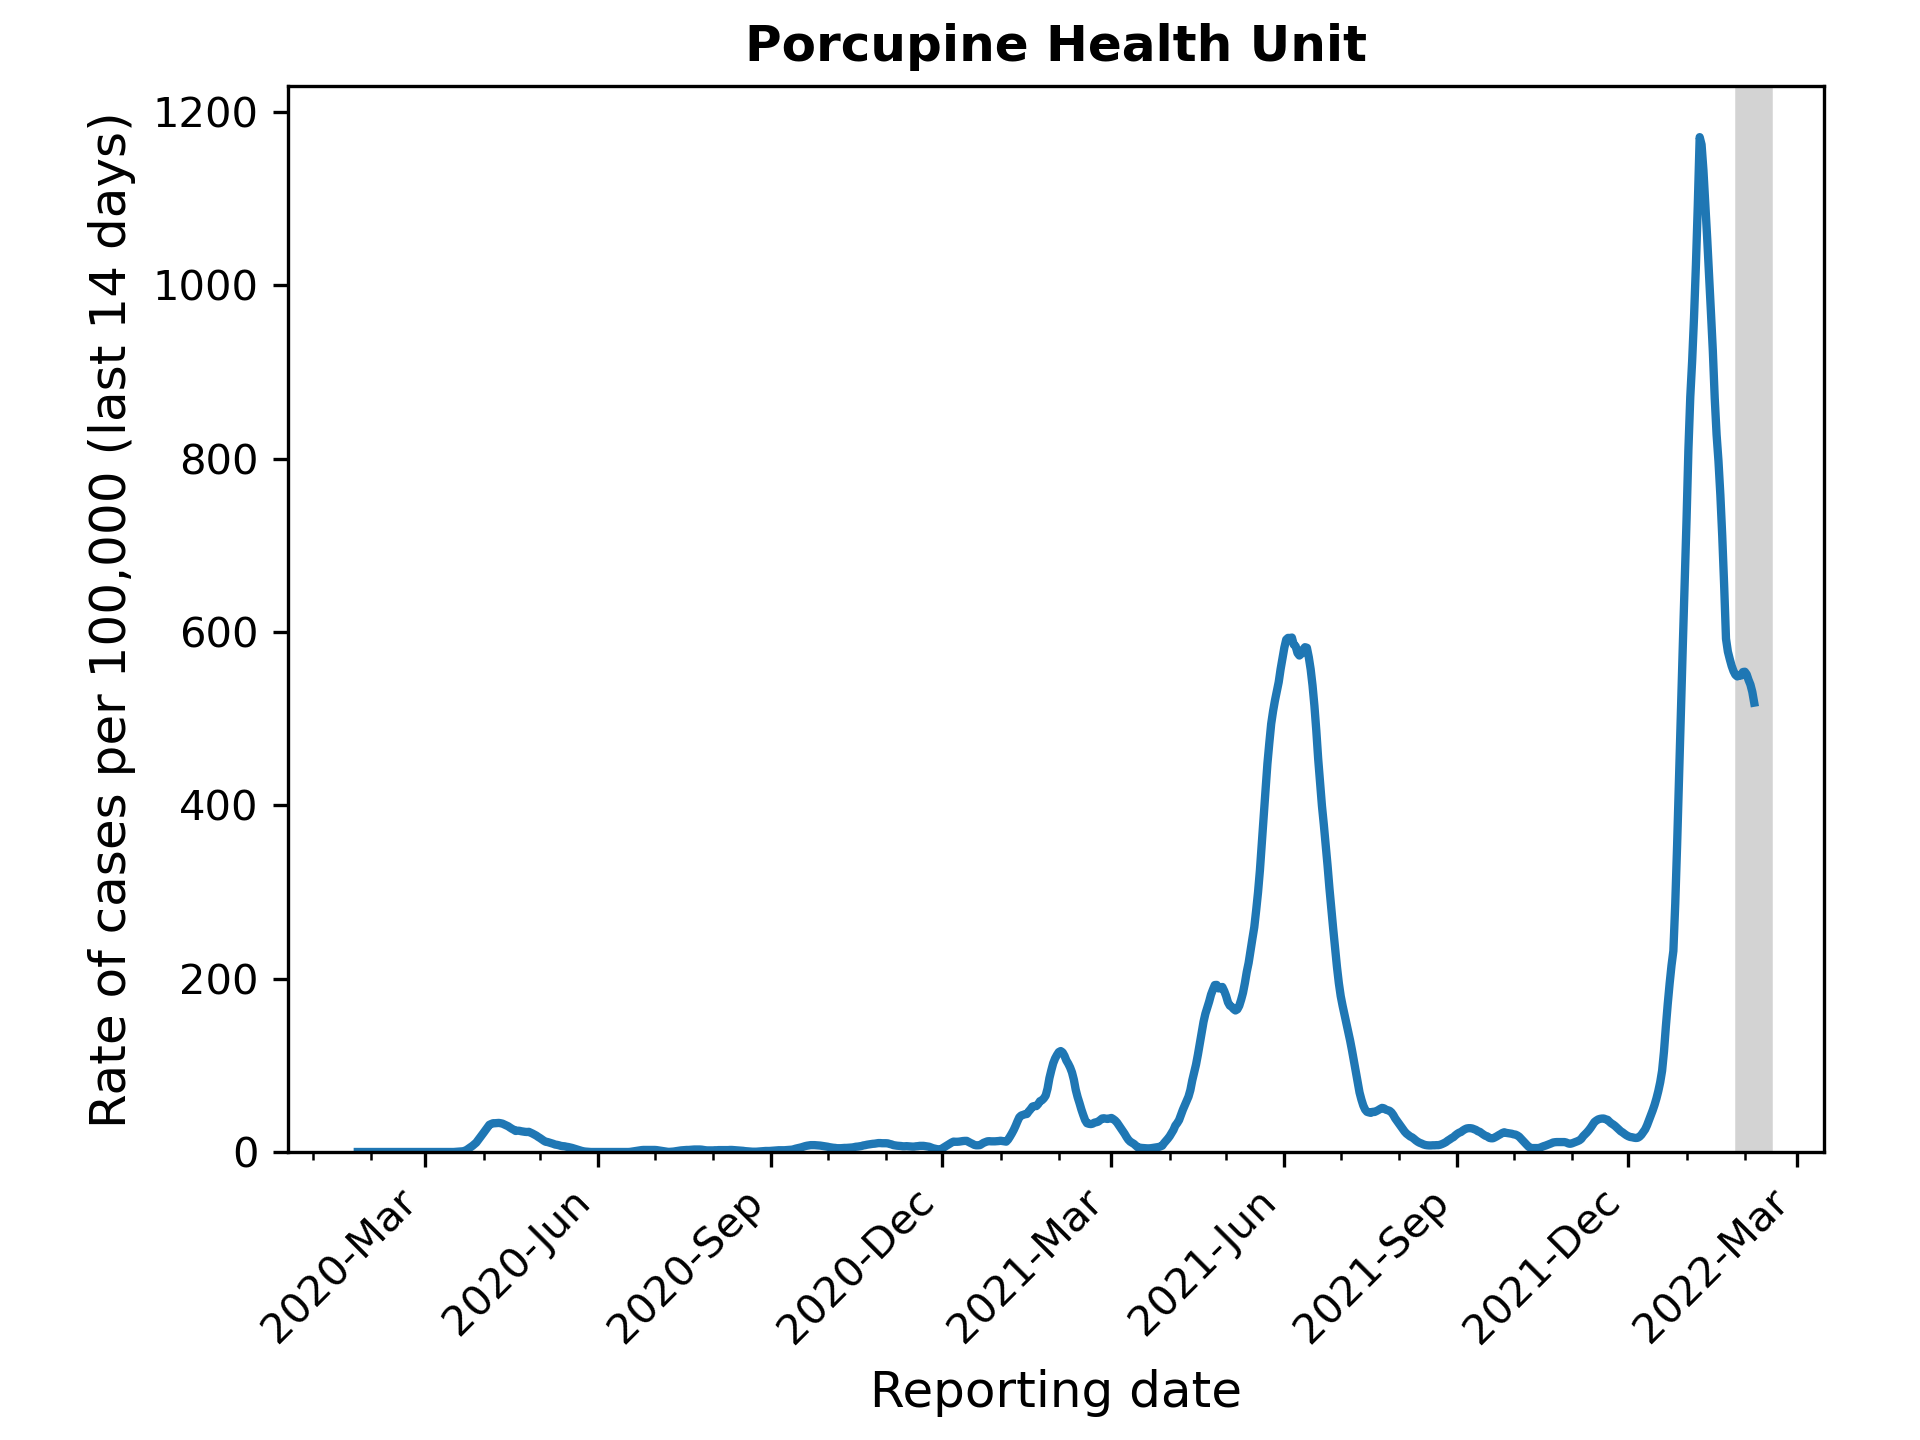 Porcupine Health Unit
Rate of cases per 100,000 (last 14 days)
1200
1000
800
600
400
200
0
2020-Mar
2020-Jun
2020-Sep
2020-Dec
2021-Mar
2021-Jun
2021-Sep
2021-Dec
2022-Mar
Reporting date